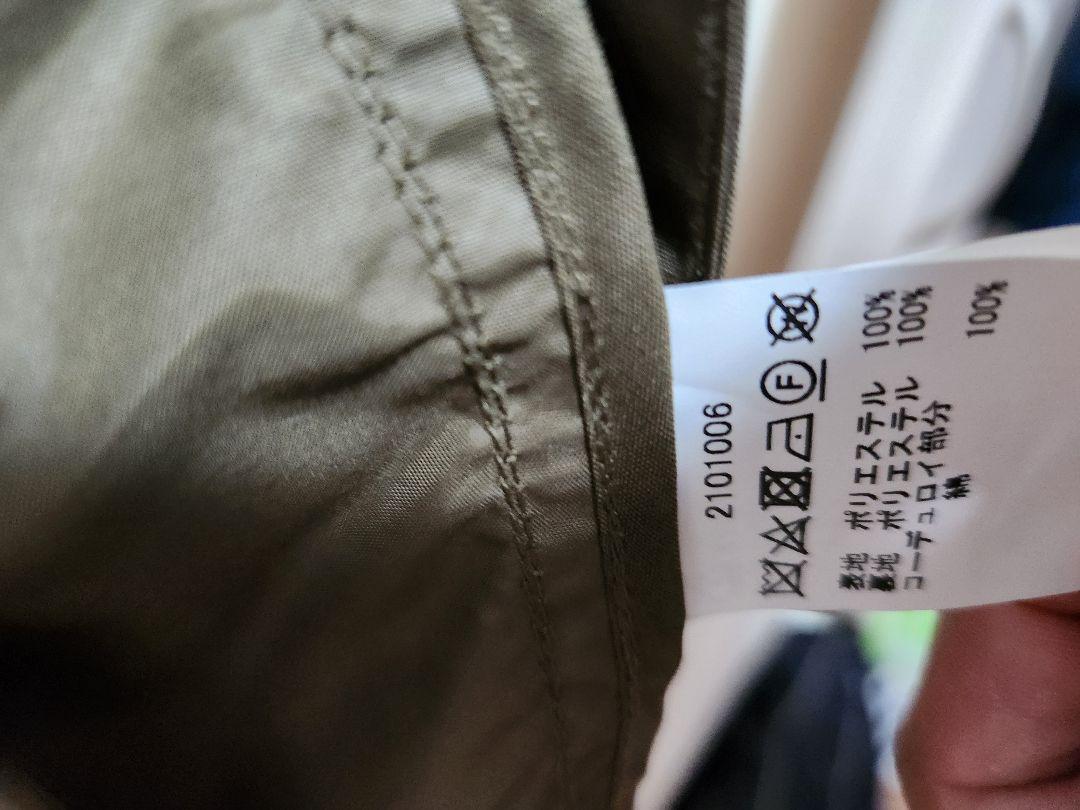 2101006
F W
表地 ポリエステル 100%
裏地 ポリエステル 100%
コーデュロイ部分
綿 100%